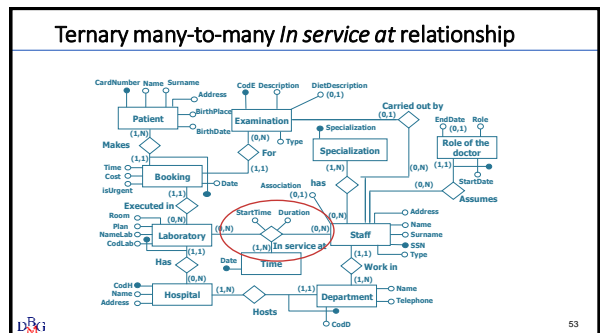 Ternary many-to-many In service at relationship
CardNumber Name Surname
Address
CodE Description
DietDescription
(0,1)
Carried out by
(0,1)
EndDate Role
(0,1)
Patient
BirthPlace
BirthDate
Examination
Type
Specialization
Specialization
Role of the
doctor
(1,N)
Makes
(0,N)
For
(1,N)
(0,N)
(1,1)
StartDate
(1,1)
Time
Cost
isUrgent
Booking
(1,1)
Date
Association
(0,1)
has
(0,N)
Assumes
(1,1)
Executed in
StartTime Duration
Room
Plan
NameLab
CodLab
(0,N)
Laboratory
(0,N)
(0,N)
(0,N)
Staff
Address
Name
Surname
SSN
Type
(1,1)
Has
(1,N)
In service at
Date
Time
(1,1)
Work in
(0,N)
(1,N)
CodH
Name
Address
Hospital
(1,N)
Hosts
(1,1)
Department
Name
Telephone
CodD
DBMG
53